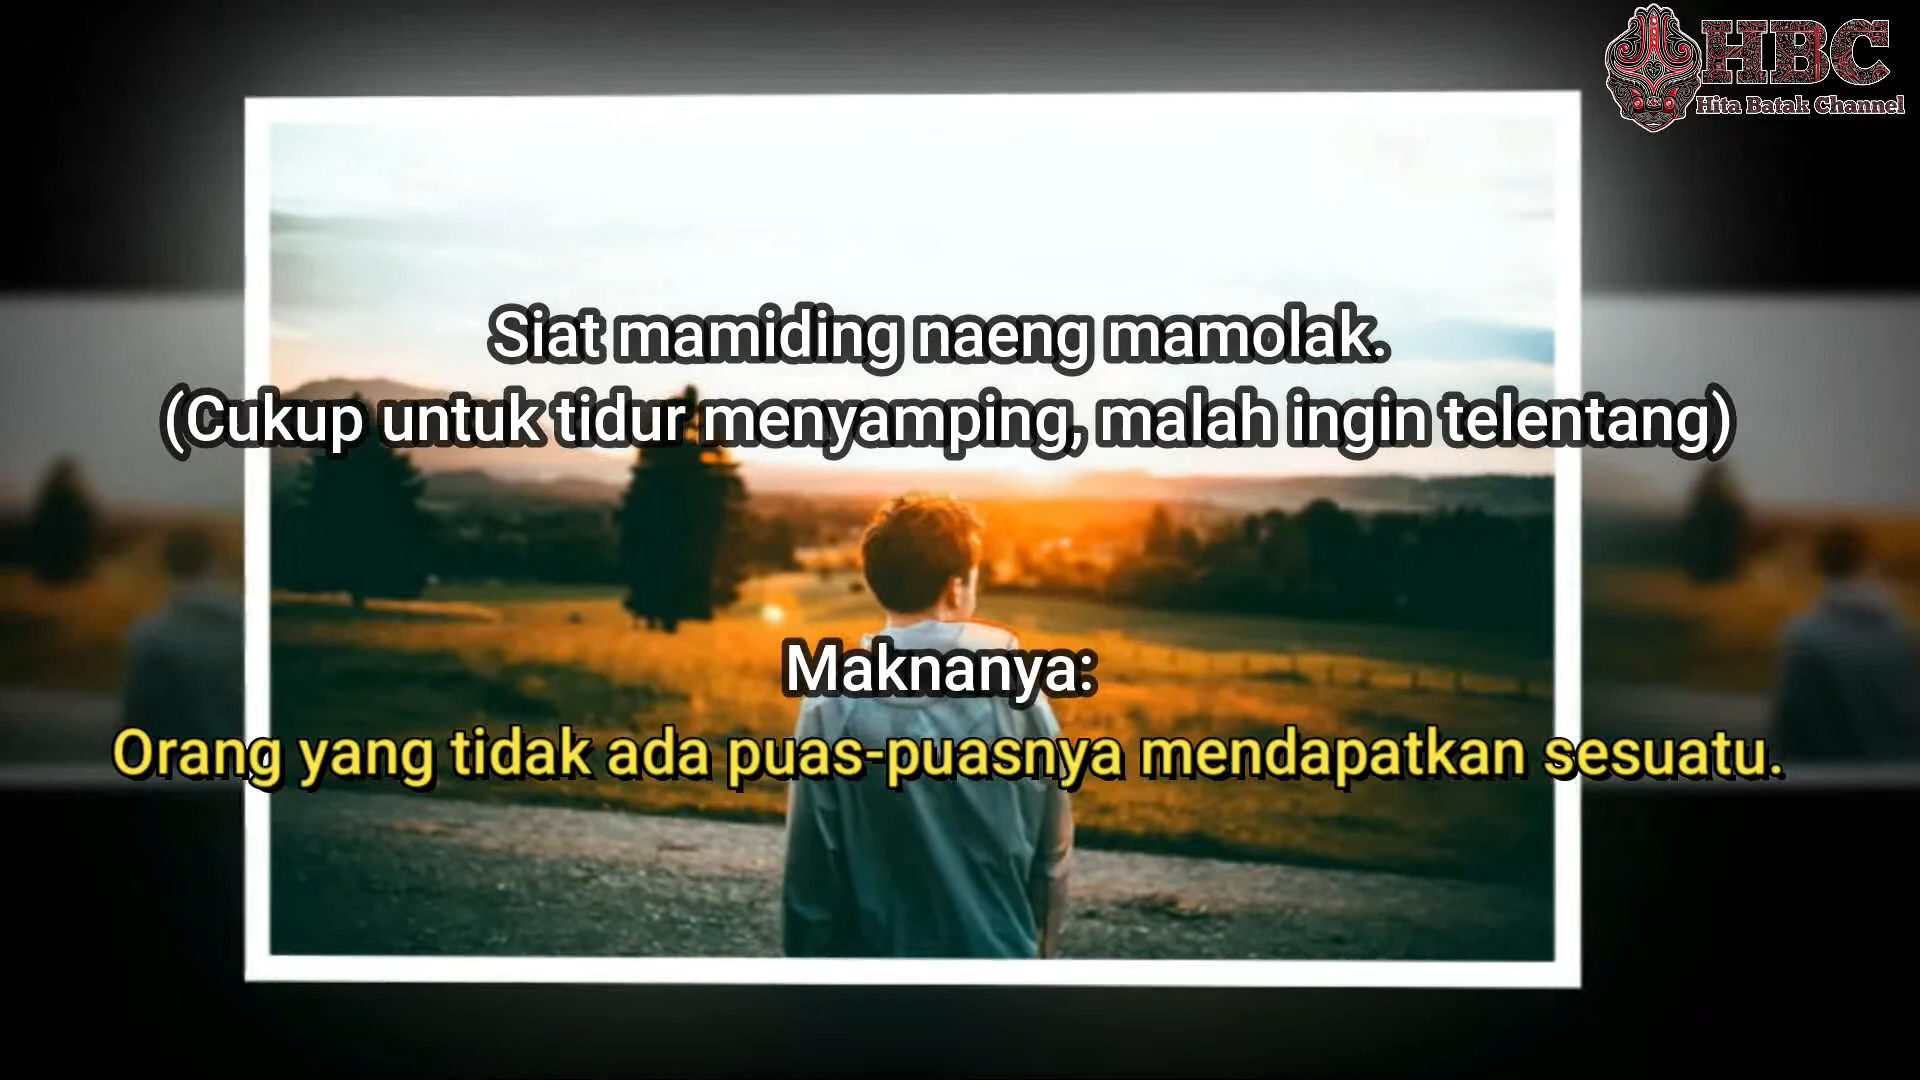 HBC
Hita Batak Channel
Siat mamiding naeng mamolak.
(Cukup untuk tidur menyamping, malah ingin telentang)
Maknanya:
Orang yang tidak ada puas-puasnya mendapatkan sesuatu.